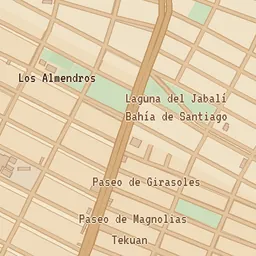 Los Almendros
Laguna del Jabalí
Bahía de Santiago
Paseo de Girasoles
Paseo de Magnolias
Tekuan